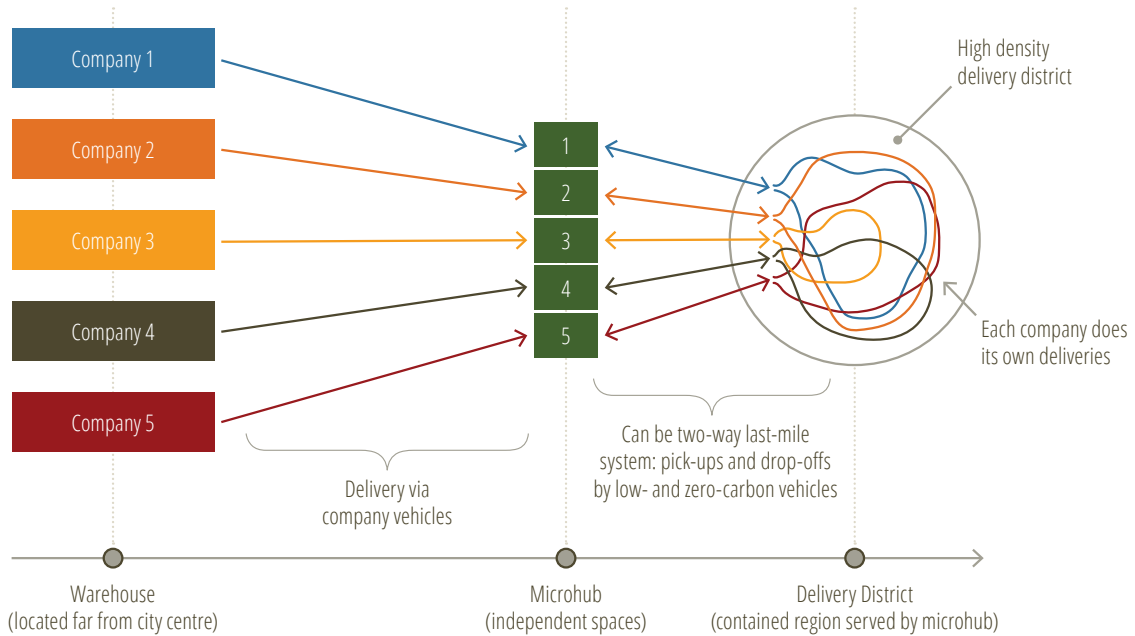 Company 1
Company 2
Company 3
Company 4
Company 5
1
2
3
4
5
High density
delivery district
Each company does
its own deliveries
Delivery via
company vehicles
Can be two-way last-mile
system: pick-ups and drop-offs
by low- and zero-carbon vehicles
Warehouse
(located far from city centre)
Microhub
(independent spaces)
Delivery District
(contained region served by microhub)